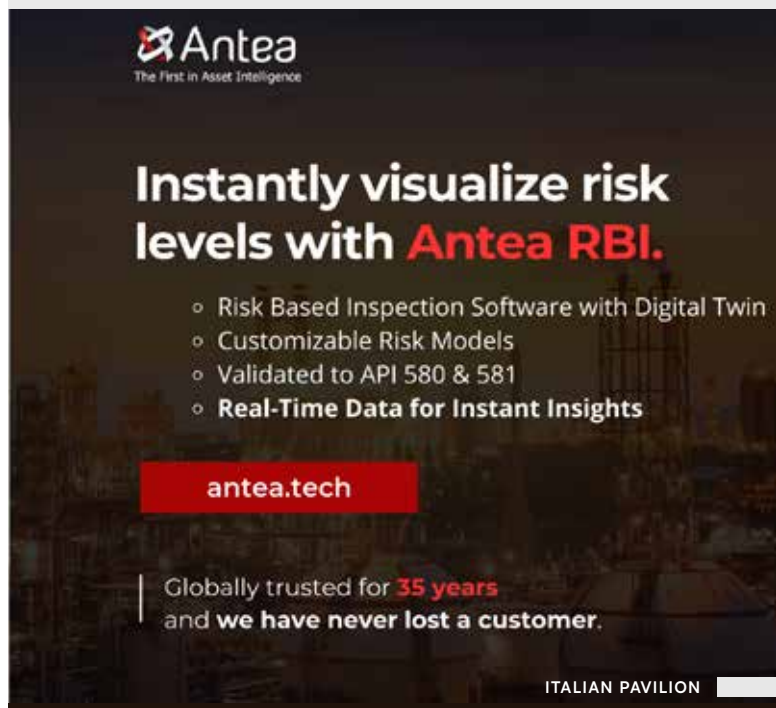 Antea
The First in Asset Intelligence
Instantly visualize risk
levels with Antea RBI.
Risk Based Inspection Software with Digital Twin
Customizable Risk Models
Validated to API 580 & 581
Real-Time Data for Instant Insights
antea.tech
Globally trusted for 35 years
and we have never lost a customer.
ITALIAN PAVILION